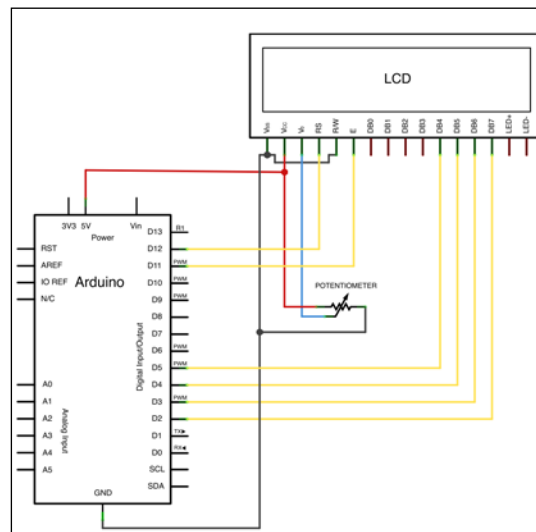 LCD
Vss
Vcc
V0
RS
R/W
E
DB0
DB1
DB2
DB3
DB4
DB5
DB6
DB7
LED+
LED-
3V3
5V
Vin
Power
D13
R1
RST
D12
AREF
Arduino
D11
PWM
IO REF
D10
PWM
N/C
D9
PWM
POTENTIOMETER
D8
D7
Digital Input/Output
D6
PWM
D5
PWM
A0
D4
A1
D3
PWM
A2
Analog Input
D2
A3
D1
TX▶
A4
D0
RX◀
A5
SCL
SDA
GND